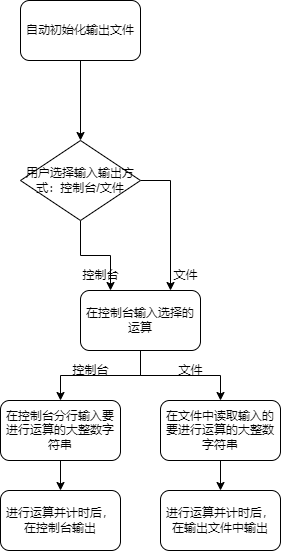 自动初始化输出文件
用户选择输入输出方
式：控制台/文件
控制台
文件
在控制台输入选择的
运算
控制台
文件
在控制台分行输入要
进行运算的大整数字
符串
在文件中读取输入的
要进行运算的大整数
字符串
进行运算并计时后，
在控制台输出
进行运算并计时后，
在输出文件中输出